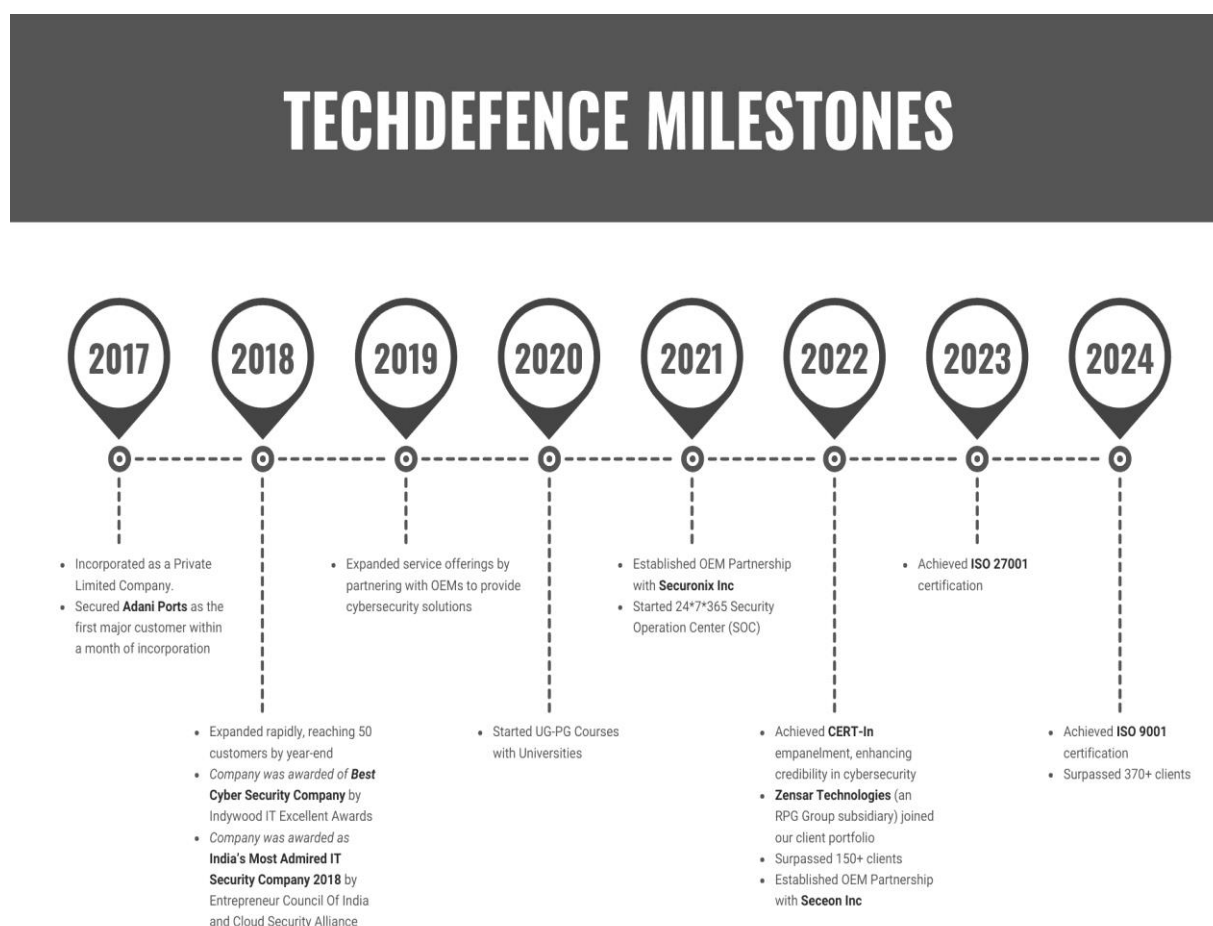 TECHDEFENCE MILESTONES
2017
2018
2019
2020
2021
2022
2023
2024
• Incorporated as a Private
Limited Company.
• Secured Adani Ports as the
first major customer within
a month of incorporation
• Expanded rapidly, reaching 50
customers by year-end
• Company was awarded of Best
Cyber Security Company by
Indywood IT Excellent Awards
• Company was awarded as
India's Most Admired IT
Security Company 2018 by
Entrepreneur Council Of India
and Cloud Security Alliance
• Expanded service offerings by
partnering with OEMs to provide
cybersecurity solutions
• Started UG-PG Courses
with Universities
• Established OEM Partnership
with Securonix Inc
• Started 24*7*365 Security
Operation Center (SOC)
• Achieved CERT-In
empanelment, enhancing
credibility in cybersecurity
• Zensar Technologies (an
RPG Group subsidiary) joined
our client portfolio
• Surpassed 150+ clients
• Established OEM Partnership
with Seceon Inc
• Achieved ISO 27001
certification
• Achieved ISO 9001
certification
• Surpassed 370+ clients